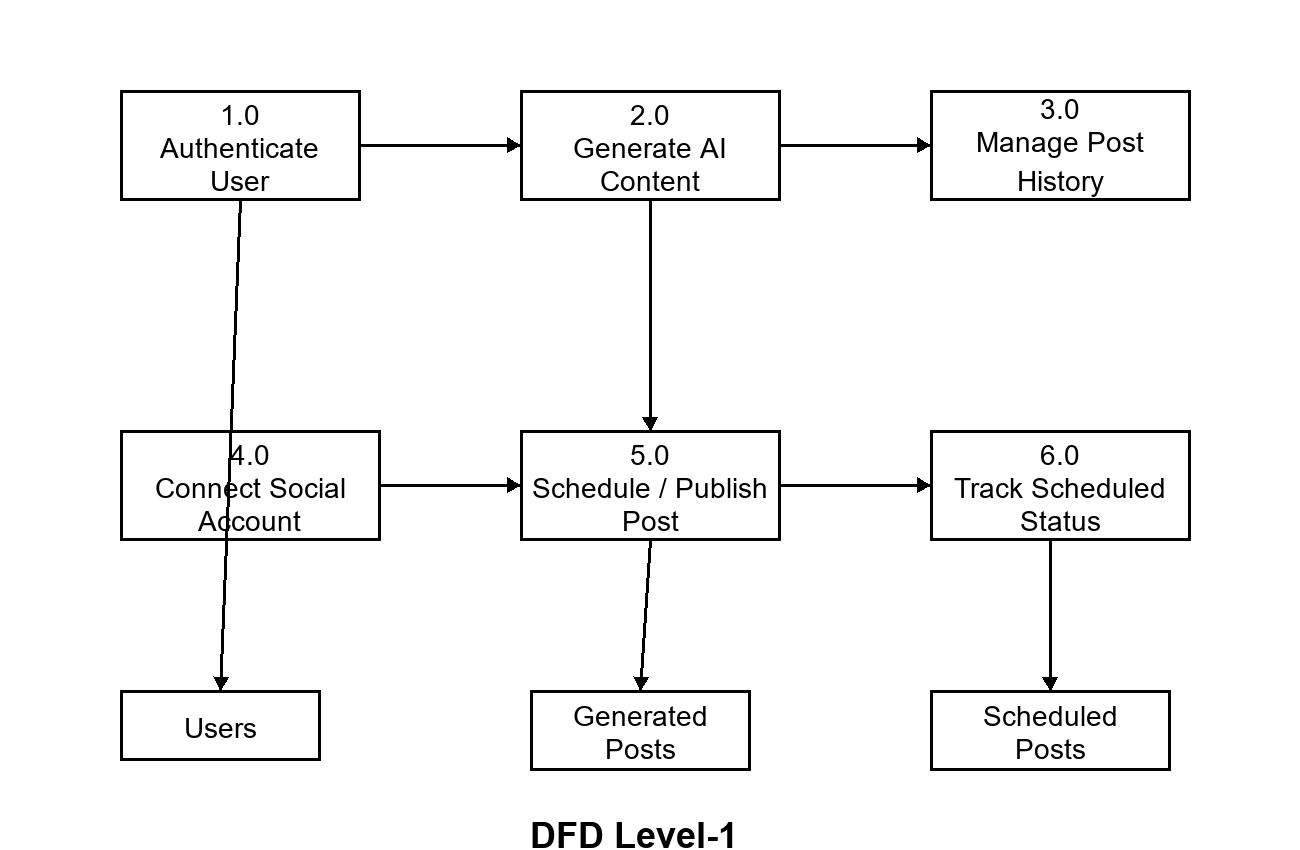 1.0
Authenticate
User
2.0
Generate AI
Content
3.0
Manage Post
History
4.0
Connect Social
Account
5.0
Schedule / Publish
Post
6.0
Track Scheduled
Status
Users
Generated
Posts
Scheduled
Posts
DFD Level-1